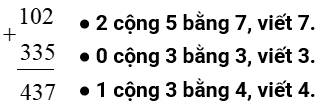 102 ● 2 cộng 5 bằng 7, viết 7.
+
335 ● 0 cộng 3 bằng 3, viết 3.
437 ● 1 cộng 3 bằng 4, viết 4.